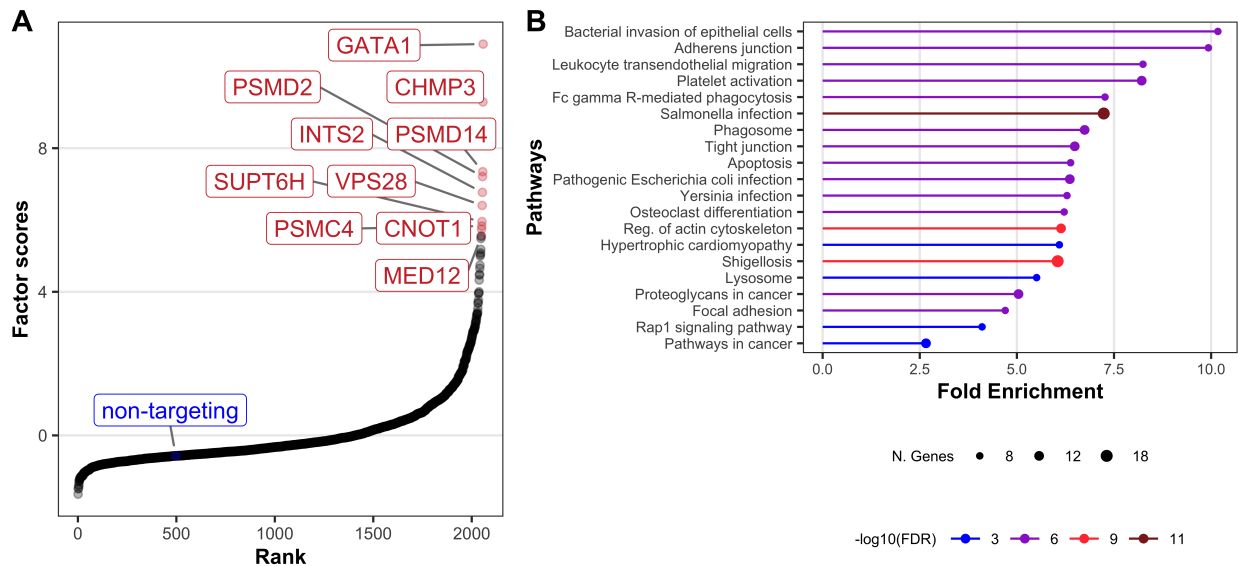 A
GATA1
PSMD2
CHMP3
INTS2
PSMD14
SUPT6H
VPS28
PSMC4
CNOT1
MED12
non-targeting
8
4
0
Factor scores
0
500
1000
1500
2000
Rank
B
Pathways
Bacterial invasion of epithelial cells
Adherens junction
Leukocyte transendothelial migration
Platelet activation
Fc gamma R-mediated phagocytosis
Salmonella infection
Phagosome
Tight junction
Apoptosis
Pathogenic Escherichia coli infection
Yersinia infection
Osteoclast differentiation
Reg. of actin cytoskeleton
Hypertrophic cardiomyopathy
Shigellosis
Lysosome
Proteoglycans in cancer
Focal adhesion
Rap1 signaling pathway
Pathways in cancer
0.0 2.5 5.0 7.5 10.0
Fold Enrichment
N. Genes 8 12 18
-log10(FDR) 3 6 9 11